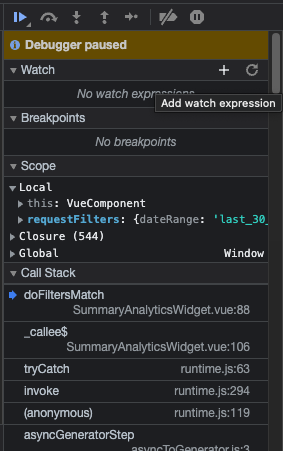 Debugger paused
Watch
No watch expressions
Add watch expression
Breakpoints
No breakpoints
Scope
Local
this: VueComponent
requestFilters: {dateRange: 'last_30_
Closure (544)
Global Window
Call Stack
doFiltersMatch
SummaryAnalyticsWidget.vue:88
_callee$
SummaryAnalyticsWidget.vue:106
tryCatch runtime.js:63
invoke runtime.js:294
(anonymous) runtime.js:119
asyncGeneratorStep
asyncToGenerator.js:3